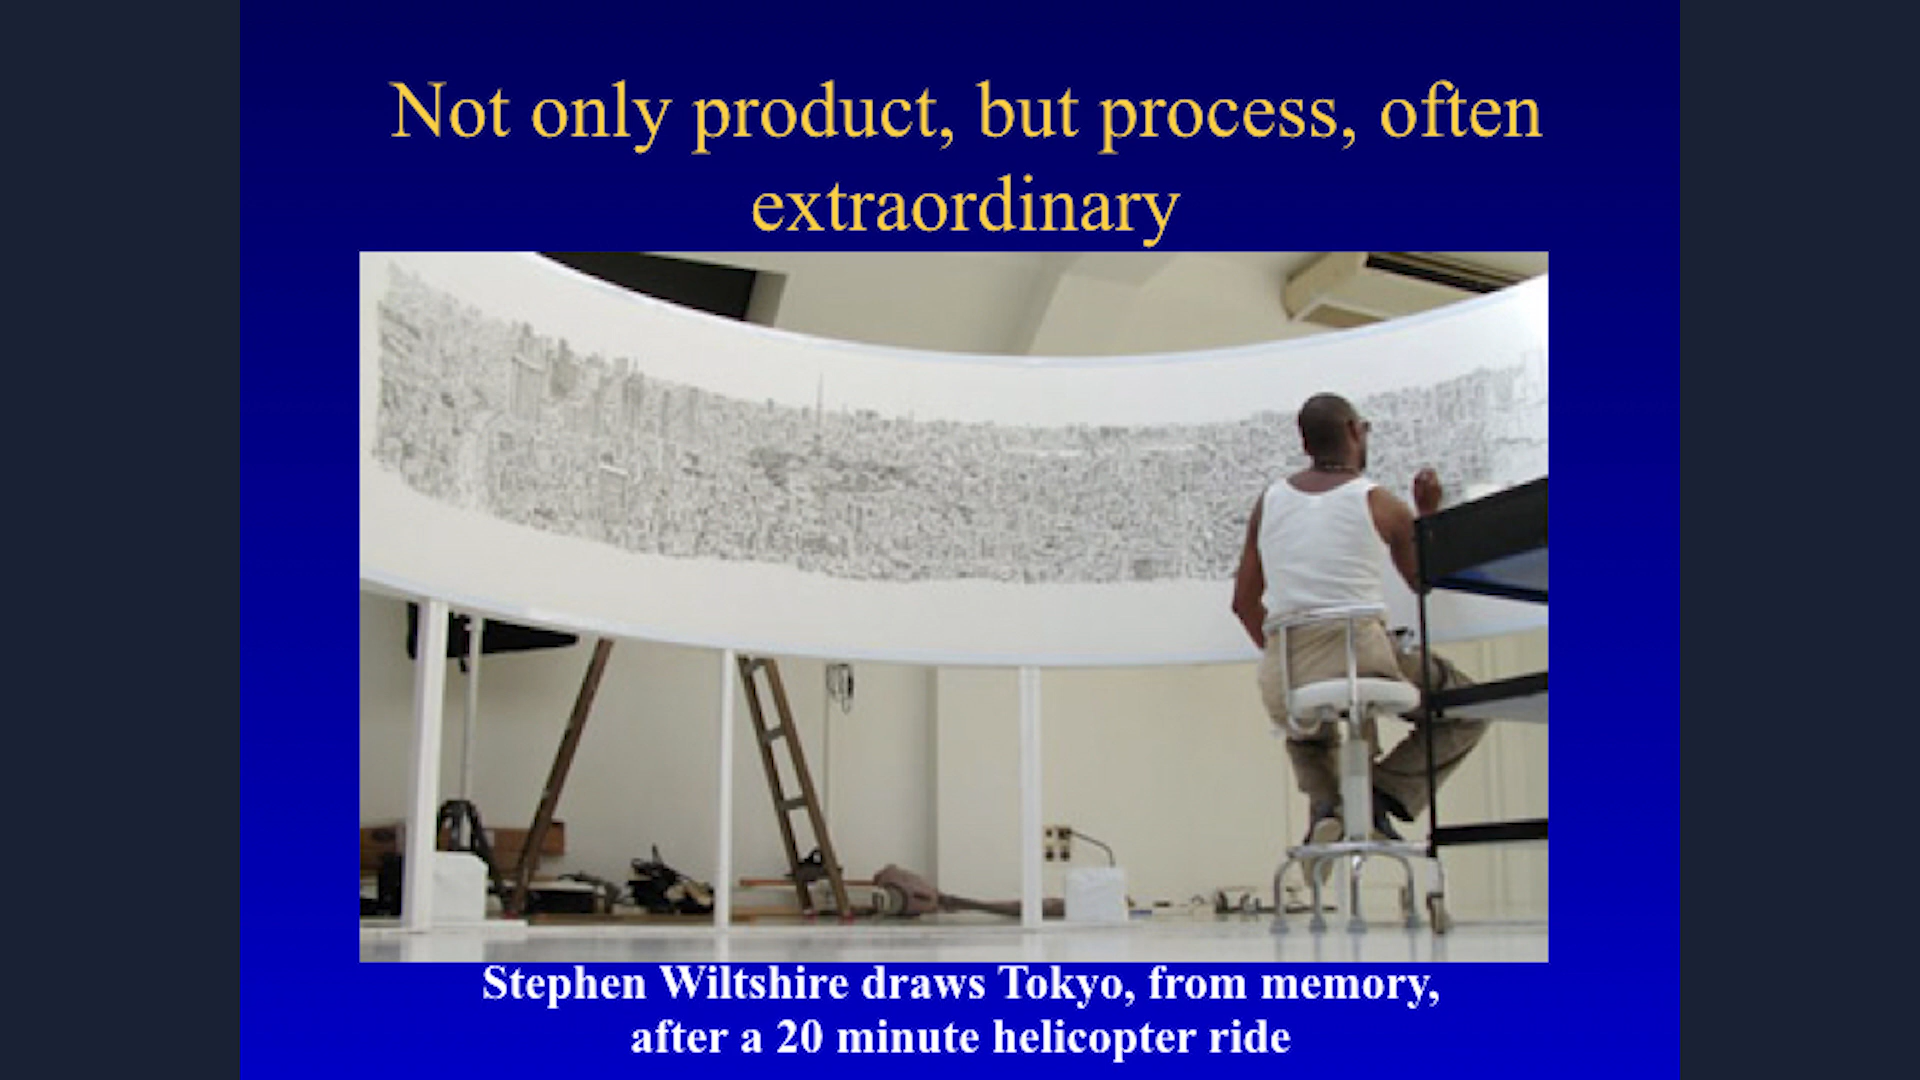 Not only product, but process, often
extraordinary
Stephen Wiltshire draws Tokyo, from memory,
after a 20 minute helicopter ride